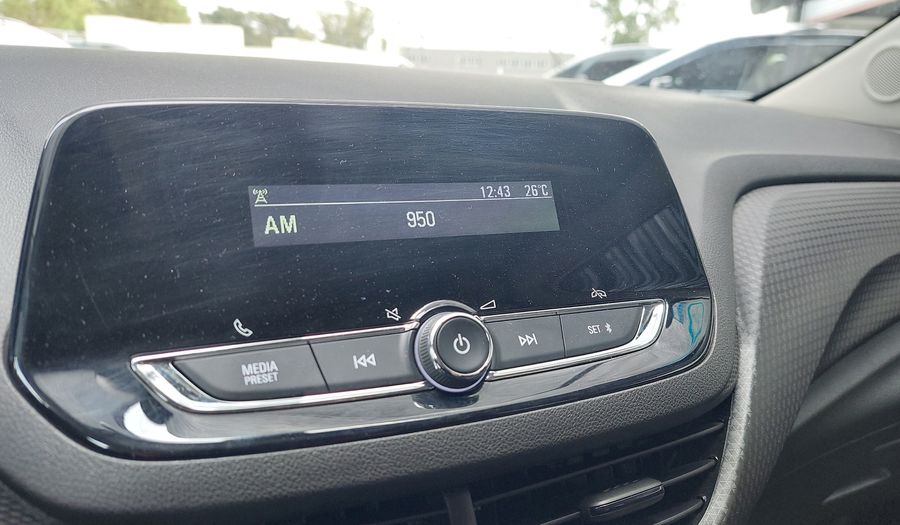 12:43 26°C
AM 950
MEDIA
PRESET
SET